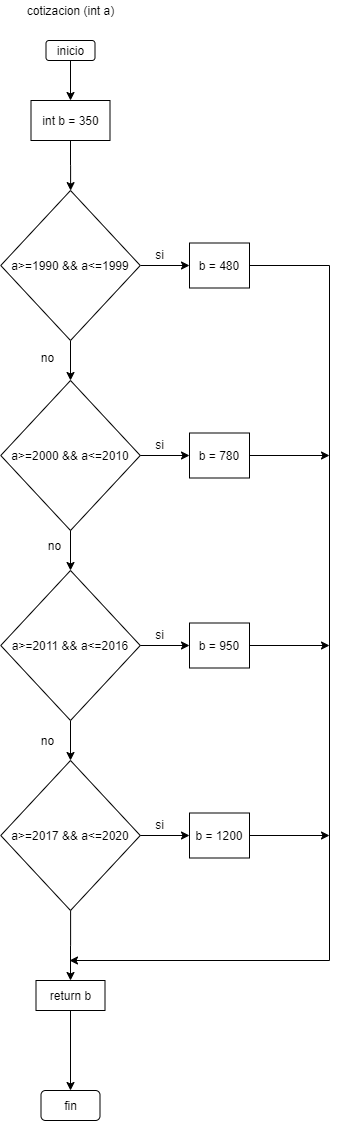 cotizacion (int a)
inicio
int b = 350
a>=1990 && a<=1999
si
b = 480
no
a>=2000 && a<=2010
si
b = 780
no
a>=2011 && a<=2016
si
b = 950
no
a>=2017 && a<=2020
si
b = 1200
return b
fin